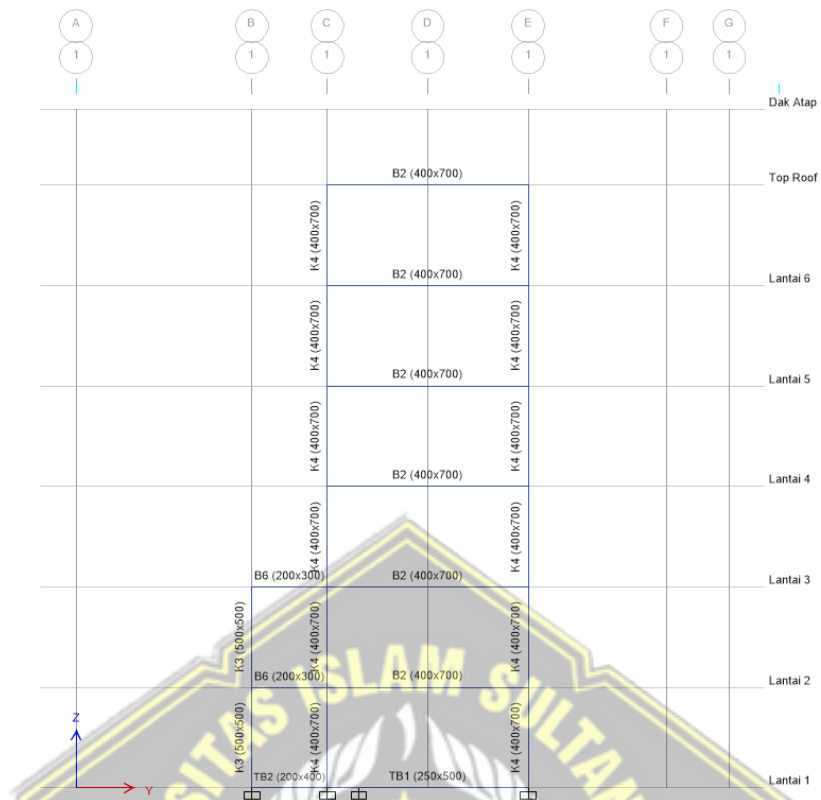 A B C D E F G
1 1 1 1 1 1 1
Dak Atap
B2 (400x700)
Top Roof
K4 (400x700)
K4 (400x700)
B2 (400x700)
Lantai 6
K4 (400x700)
K4 (400x700)
B2 (400x700)
Lantai 5
K4 (400x700)
K4 (400x700)
B2 (400x700)
Lantai 4
K4 (400x700)
K4 (400x700)
B6 (200x300)
B2 (400x700)
Lantai 3
K3 (500x500)
K4 (400x700)
K4 (400x700)
B6 (200x300)
B2 (400x700)
Lantai 2
K3 (500x500)
K4 (400x700)
K4 (400x700)
Z
TB2 (200x400)
TB1 (250x500)
Lantai 1
Y
SITAS ISLAM SULTAN